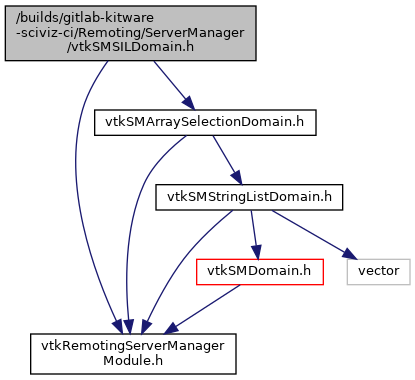 /builds/gitlab-kitware
-sciviz-ci/Remoting/ServerManager
/vtkSMSILDomain.h
vtkSMArraySelectionDomain.h
vtkSMStringListDomain.h
vtkSMDomain.h
vector
vtkRemotingServerManager
Module.h